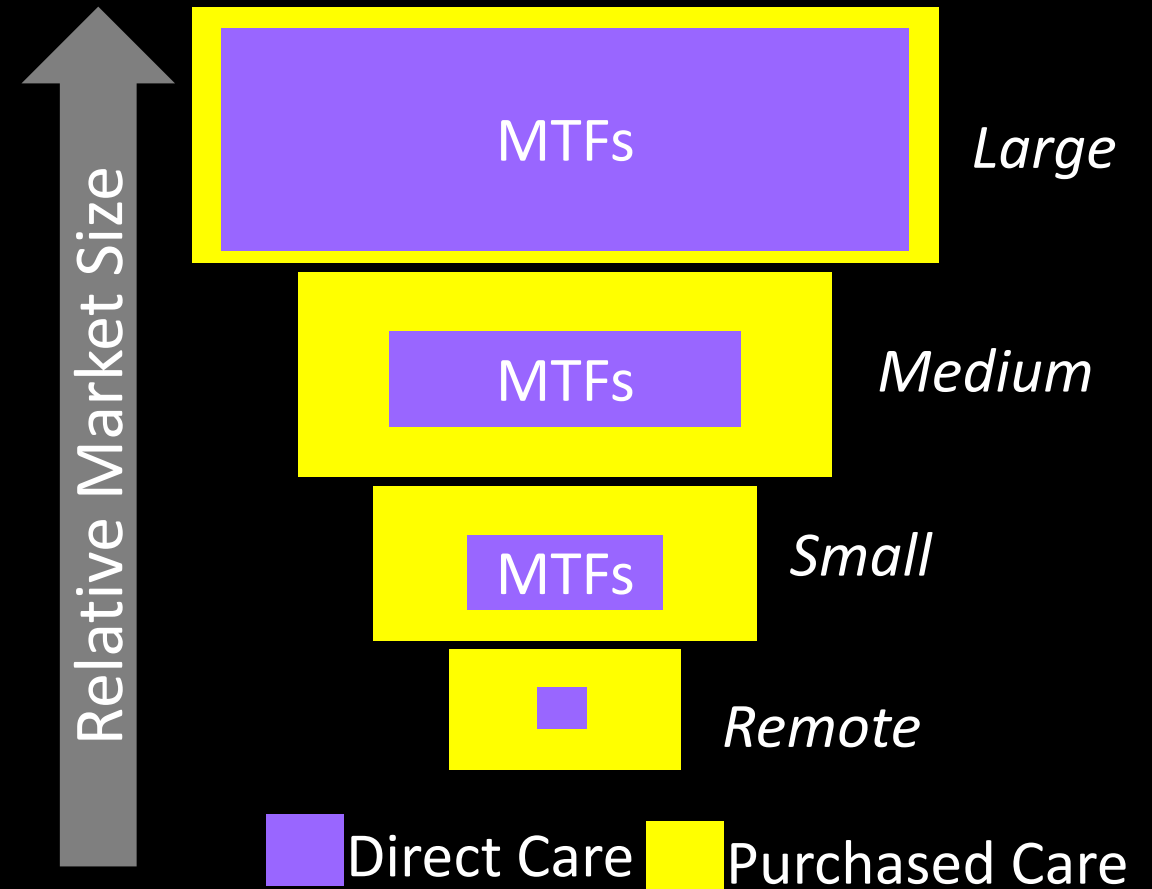 Relative Market Size
MTFs
Large
MTFs
Medium
MTFs
Small
Remote
Direct Care
Purchased Care